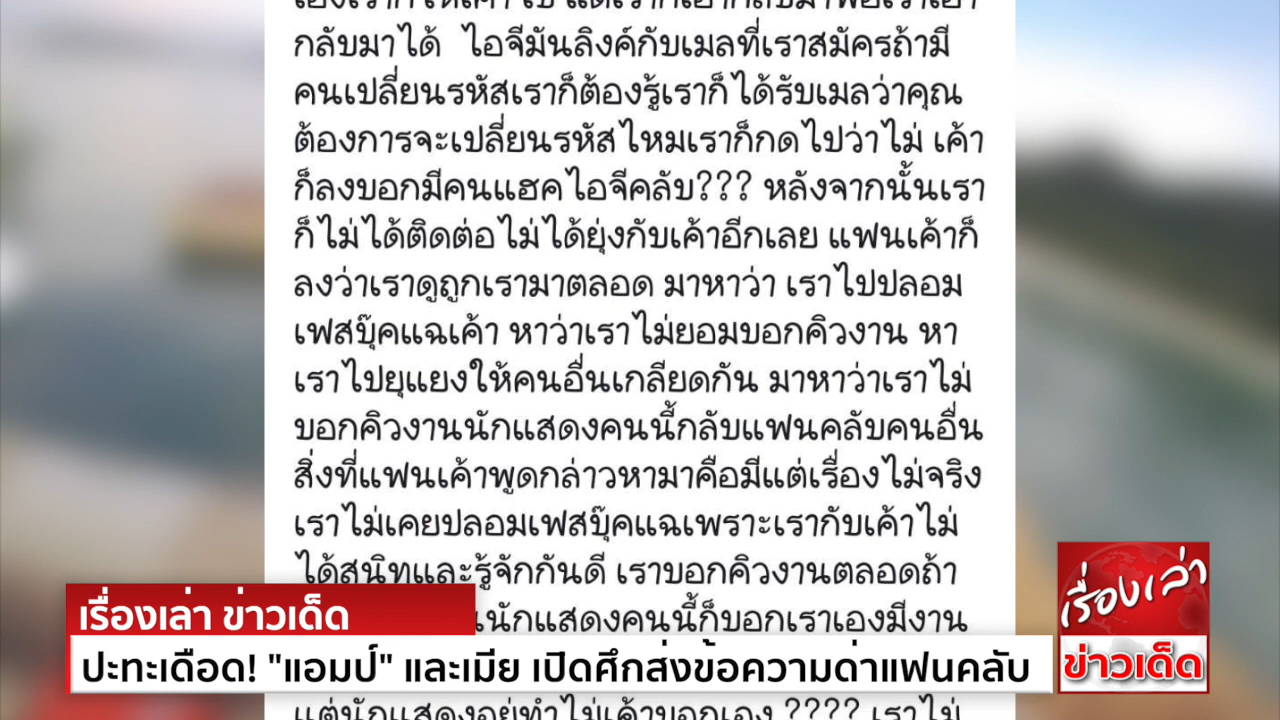 กลับมาได้ ไอจีมันลิงค์กับเมลที่เราสมัครถ้ามี
คนเปลี่ยนรหัสเราก็ต้องรู้เราก็ได้รับเมลว่าคุณ
ต้องการจะเปลี่ยนรหัสไหมเราก็กดไปว่าไม่ เค้า
ก็ลงบอกมีคนแฮคไอจีคลับ??? หลังจากนั้นเรา
ก็ไม่ได้ติดต่อไม่ได้ยุ่งกับเค้าอีกเลย แฟนเค้าก็
ลงว่าเราดูถูกเรามาตลอด มาหาว่า เราไปปลอม
เฟสบุ๊คแฉเค้า หาว่าเราไม่ยอมบอกคิวงาน หา
เราไปยุแยงให้คนอื่นเกลียดกัน มาหาว่าเราไม่
บอกคิวงานนักแสดงคนนี้กลับแฟนคลับคนอื่น
สิ่งที่แฟนเค้าพูดกล่าวหามาคือมีแต่เรื่องไม่จริง
เราไม่เคยปลอมเฟสบุ๊คแฉเพราะเรากับเค้าไม่
ได้สนิทและรู้จักกันดี เราบอกคิวงานตลอดถ้า
นักแสดงคนนี้ก็บอกเราเองมีงาน
แต่นักแสดงอยู่ทำไมเค้าบอกเอง ???? เราไม่
เรื่องเล่า ข่าวเด็ด
ปะทะเดือด! "แอมป์" และเมีย เปิดศึกส่งข้อความด่าแฟนคลับ
เรื่องเล่า
ข่าวเด็ด